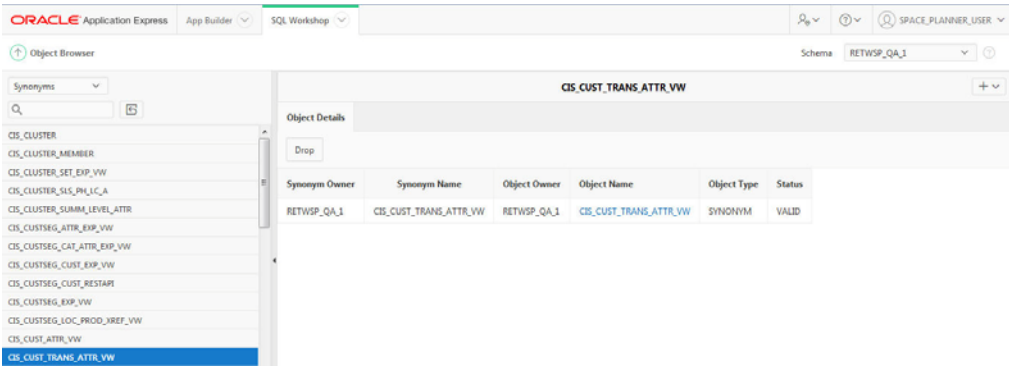 ORACLE Application Express App Builder SQL Workshop SPACE_PLANNER_USER
Object Browser Schema RETWSP_QA_1
Synonyms
CIS_CUST_TRANS_ATTR_VW
Object Details
CIS_CLUSTER
CIS_CLUSTER_MEMBER
Drop
CIS_CLUSTER_SET_EXP_VW
CIS_CLUSTER_SLS_PH_LC_A
Synonym Owner Synonym Name Object Owner Object Name Object Type Status
CIS_CLUSTER_SUMM_LEVEL_ATTR
RETWSP_QA_1 CIS_CUST_TRANS_ATTR_VW RETWSP_QA_1 CIS_CUST_TRANS_ATTR_VW SYNONYM VALID
CIS_CUSTSEG_ATTR_EXP_VW
CIS_CUSTSEG_CAT_ATTR_EXP_VW
CIS_CUSTSEG_CUST_EXP_VW
CIS_CUSTSEG_CUST_RESTAPI
CIS_CUSTSEG_EXP_VW
CIS_CUSTSEG_LOC_PROD_XREF_VW
CIS_CUST_ATTR_VW
CIS_CUST_TRANS_ATTR_VW